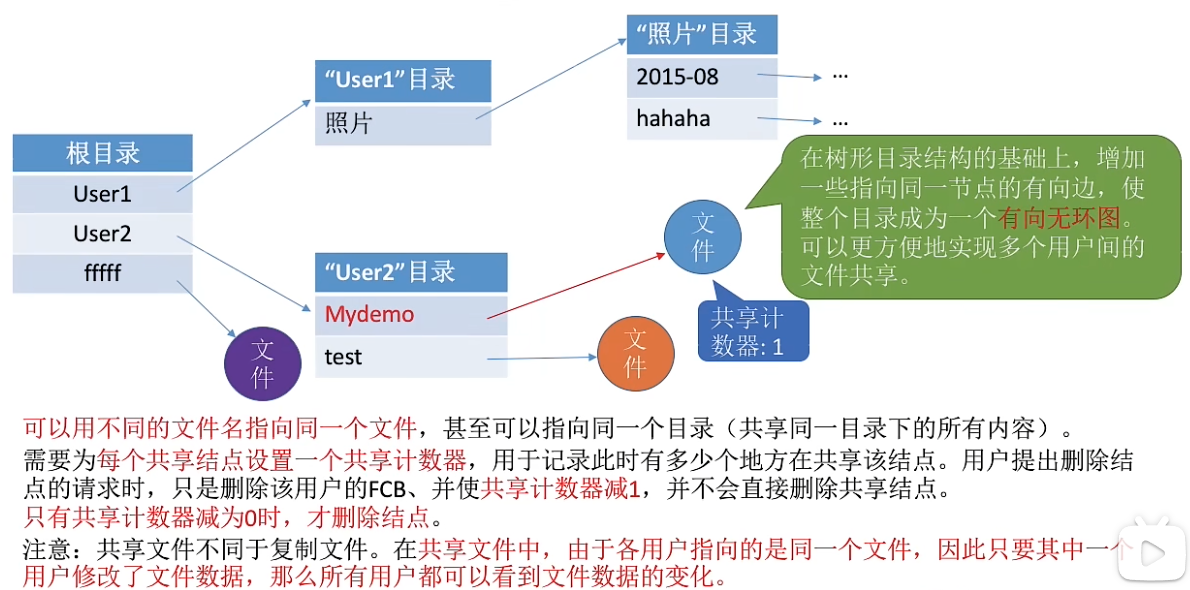 “照片”目录
2015-08
...
hahaha
...
“User1”目录
照片
根目录
User1
User2
fffff
在树形目录结构的基础上，增加
一些指向同一节点的有向边，使
整个目录成为一个有向无环图。
可以更方便地实现多个用户间的
文件共享。
文
件
“User2”目录
Mydemo
test
共享计
数器: 1
文
件
文
件
可以用不同的文件名指向同一个文件，甚至可以指向同一个目录（共享同一目录下的所有内容）。
需要为每个共享结点设置一个共享计数器，用于记录此时有多少个地方在共享该结点。用户提出删除结
点的请求时，只是删除该用户的FCB、并使共享计数器减1，并不会直接删除共享结点。
只有共享计数器减为0时，才删除结点。
注意：共享文件不同于复制文件。在共享文件中，由于各用户指向的是同一个文件，因此只要其中一个
用户修改了文件数据，那么所有用户都可以看到文件数据的变化。